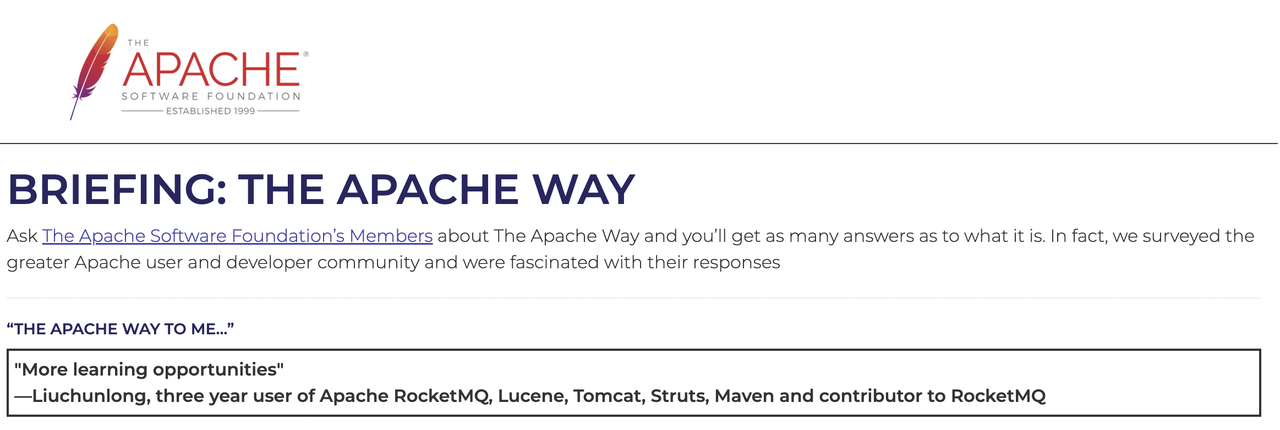 THE
APACHE®
SOFTWARE FOUNDATION
ESTABLISHED 1999
BRIEFING: THE APACHE WAY
Ask The Apache Software Foundation’s Members about The Apache Way and you’ll get as many answers as to what it is. In fact, we surveyed the
greater Apache user and developer community and were fascinated with their responses
“THE APACHE WAY TO ME…”
"More learning opportunities"
—Liuchunlong, three year user of Apache RocketMQ, Lucene, Tomcat, Struts, Maven and contributor to RocketMQ